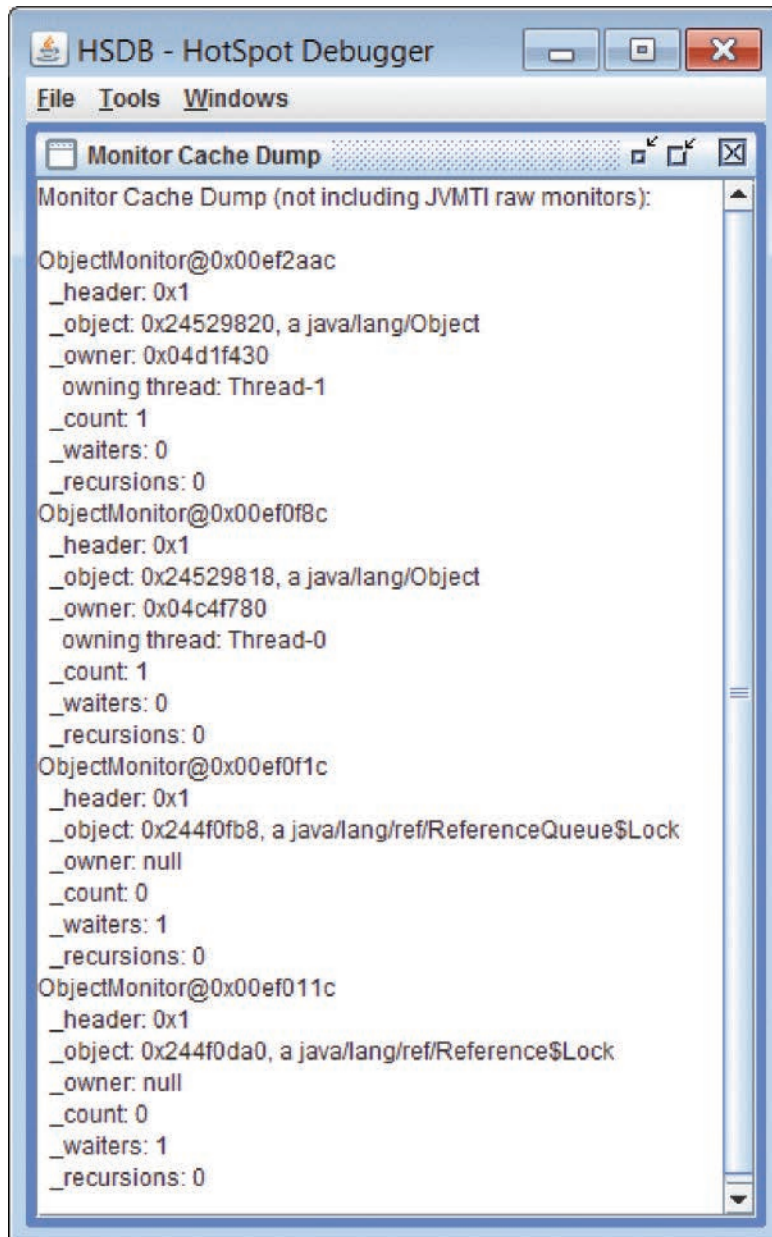 HSDB - HotSpot Debugger
File Tools Windows
Monitor Cache Dump
Monitor Cache Dump (not including JVMTI raw monitors):
ObjectMonitor@0x00ef2aac
_header: 0x1
_object: 0x24529820, a java/lang/Object
_owner: 0x04d1f430
owning thread: Thread-1
_count: 1
_waiters: 0
_recursions: 0
ObjectMonitor@0x00ef0f8c
_header: 0x1
_object: 0x24529818, a java/lang/Object
_owner: 0x04c4f780
owning thread: Thread-0
_count: 1
_waiters: 0
_recursions: 0
ObjectMonitor@0x00ef0f1c
_header: 0x1
_object: 0x244f0fb8, a java/lang/ref/ReferenceQueue$Lock
_owner: null
_count: 0
_waiters: 1
_recursions: 0
ObjectMonitor@0x00ef011c
_header: 0x1
_object: 0x244f0da0, a java/lang/ref/Reference$Lock
_owner: null
_count: 0
_waiters: 1
_recursions: 0